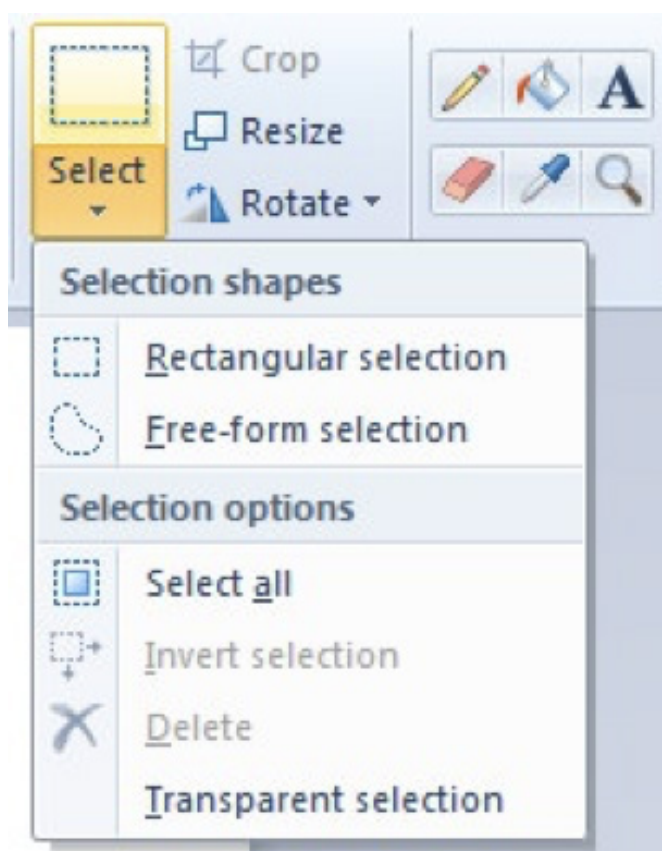 Crop
Resize
Select
Rotate
A
Selection shapes
Rectangular selection
Free-form selection
Selection options
Select all
Invert selection
Delete
Transparent selection